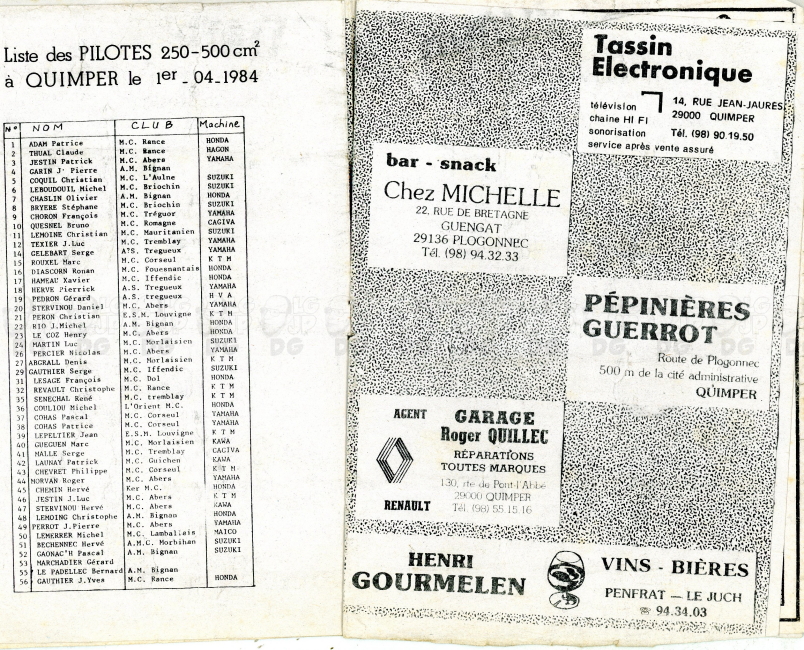 Liste des PILOTES 250-500cm²
à QUIMPER le 1er-04-1984
N° NOM CLUB Machine
1 ADAM Patrice M.C. Rance HONDA
2 THUAL Claude M.C. Rance HAGON
3 JESTIN Patrick M.C. Abers YAMAHA
4 GARIN J' Pierre A.M. Bignan
5 COQUIL Christian M.C. L'Aulne SUZUKI
6 LEBOUDOUIL Michel M.C. Briochin SUZUKI
7 CHASLIN Olivier A.M. Bignan HONDA
8 BRYERE Stéphane M.C. Briochin SUZUKI
9 CHORON François M.C. Tréguor YAMAHA
10 QUESNEL Bruno M.C. Romagne CAGIVA
11 LEMOINE Christian M.C. Mauritanien SUZUKI
12 TEXIER J.Luc M.C. Tremblay YAMAHA
14 GELEBART Serge A?S. Tregueux YAMAHA
15 ROUXEL Marc M.C. Corseul K T M
16 DIASCORN Ronan M.C. Fouesnantais HONDA
17 HAMEAU Xavier M.C. Iffendic HONDA
18 HERVE Pierrick A.S. Tregueux YAMAHA
19 PEDRON Gérard A.S. tregueux H V A
20 STERVINOU Daniel M.C. Abers YAMAHA
21 PERON Christian E.S.M. Louvigne K T M
22 RIO J.Michel A.M. Bignan HONDA
23 LE COZ Henry M.C. Abers HONDA
24 MARTIN Luc M.C. Morlaisien SUZUKI
26 PERCIER Nicolas M.C. Abers YAMAHA
27 ARGRALL Denis M.C. Morlaisien K T M
29 GAUTHIER Serge M.C. Iffendic SUZUKI
31 LESAGE François M.C. Dol HONDA
32 REVAULT Christophe M.C. Rance K T M
35 SENECHAL René M.C. tremblay K T M
36 COULIOU Michel L'Orient M.C. HONDA
37 COHAS Pascal M.C. Corseul YAMAHA
38 COHAS Patrice M.C. Corseul YAMAHA
39 LEPELTIER Jean E.S.M. Louvigne K T M
40 GUEGUEN Marc M.C. Morlaisien KAWA
41 MALLE Serge M.C. Tremblay CAGIVA
42 LAUNAY Patrick M.C. Guichen KAWA
43 CHEVRET Philippe M.C. Corseul K T M
44 MORVAN Roger M.C. Abers YAMAHA
45 CHEMIN Hervé Ker M.C. HONDA
46 JESTIN J.Luc M.C. Abers K T M
47 STERVINOU Hervé M.C. Abers KAWA
48 LEMOING Christophe A.M. Bignan HONDA
49 PERROT J.Pierre M.C. Abers YAMAHA
50 LEMERRER Michel M.C. Lamballais MAICO
51 BECHENNEC Hervé A.M.C. Morbihan SUZUKI
52 GAONAC'H Pascal A.M. Bignan SUZUKI
53 MARCHADIER Gérard
55 LE PADELLEC Bernard A.M. Bignan
56 GAUTHIER J.Yves M.C. Rance HONDA
Tassin
Electronique
télévision
chaine HI FI
sonorisation
service après vente assuré
14, RUE JEAN-JAURES
29000 QUIMPER
Tél. (98) 90.19.50
bar - snack
Chez MICHELLE
22, RUE DE BRETAGNE
GUENGAT
29136 PLOGONNEC
Tél. (98) 94.32.33
PÉPINIÈRES
GUERROT
Route de Plogonnec
500 m de la cité administrative
QUIMPER
AGENT
RENAULT
GARAGE
Roger QUILLEC
RÉPARATIONS
TOUTES MARQUES
130, rte de Pont-l'Abbé
29000 QUIMPER
Tél. (98) 55.15.16
HENRI
GOURMELEN
VINS - BIÈRES
PENFRAT — LE JUCH
☎ 94.34.03